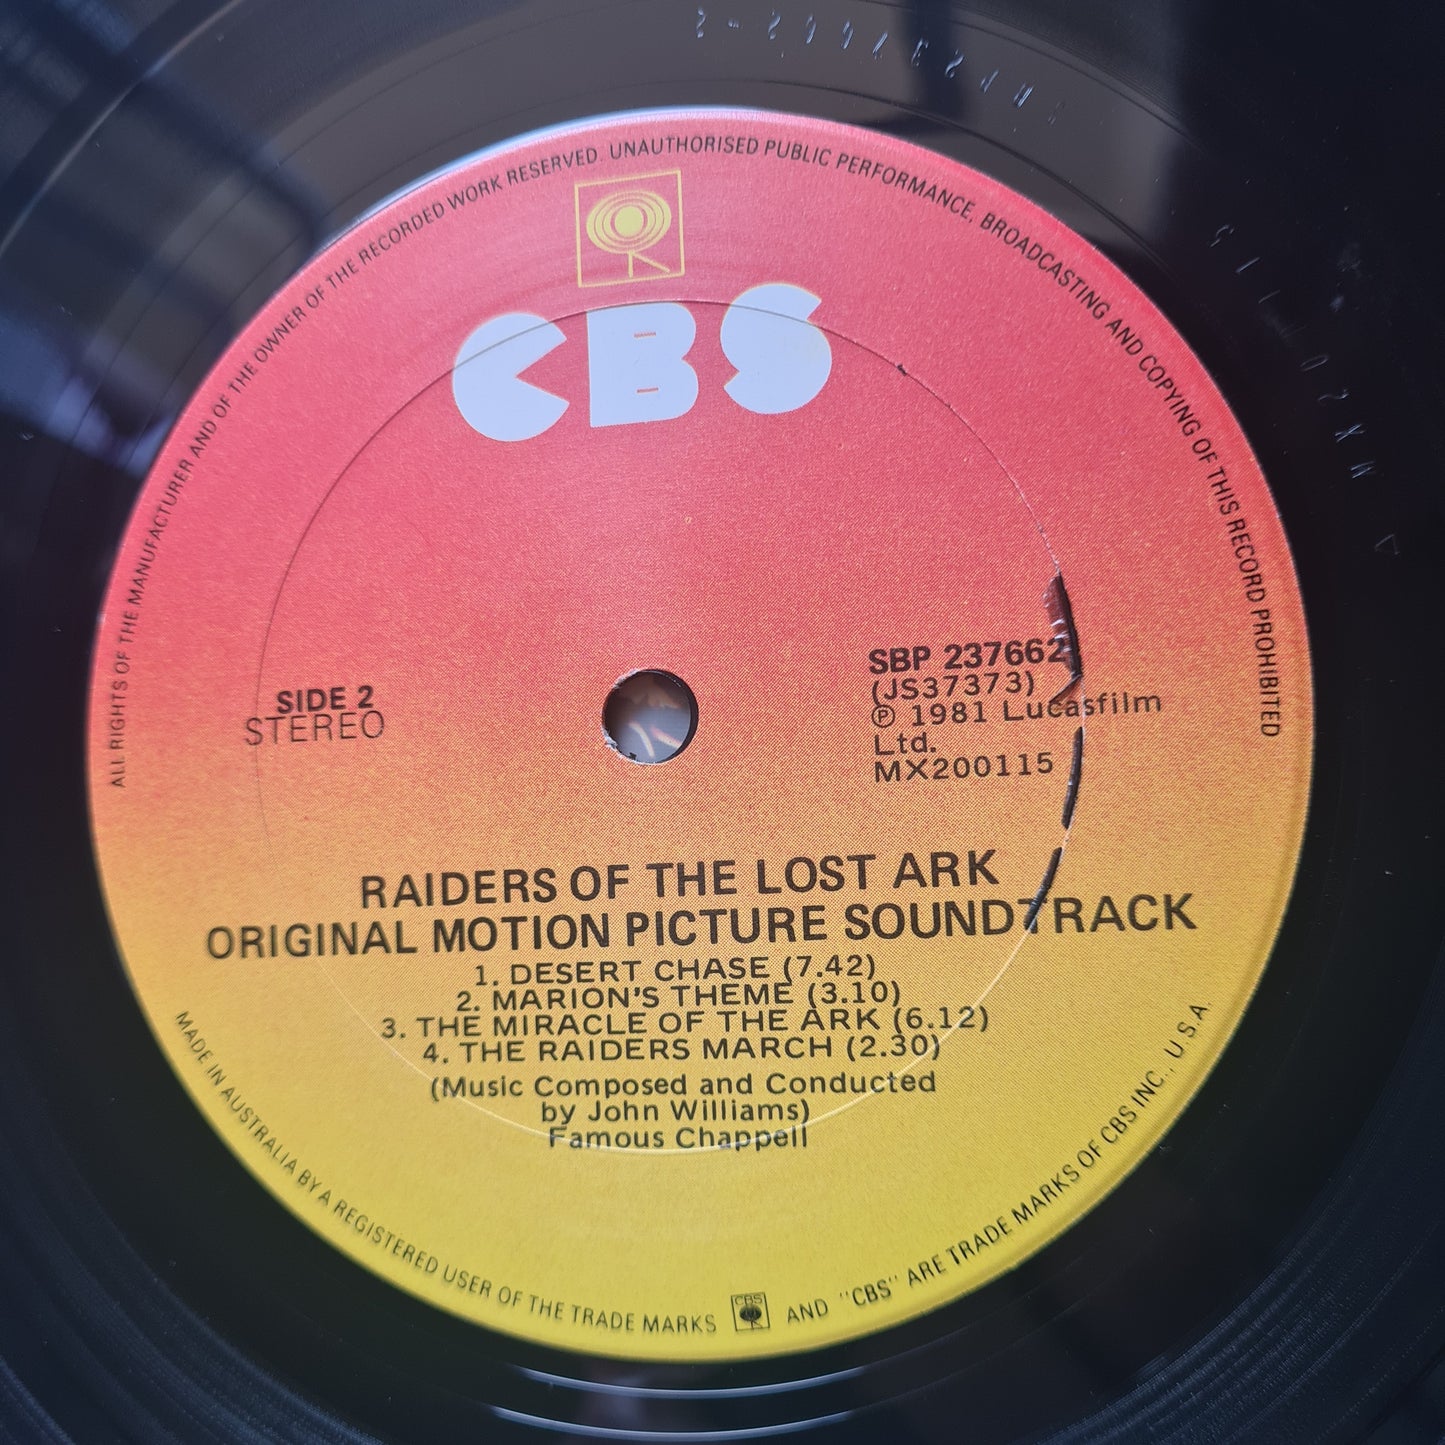 ALL RIGHTS OF THE MANUFACTURER AND OF THE OWNER OF THE RECORDED WORK RESERVED. UNAUTHORISED PUBLIC PERFORMANCE, BROADCASTING AND COPYING OF THIS RECORD PROHIBITED
CBS
SIDE 2
STEREO
SBP 237662
(JS37373)
℗ 1981 Lucasfilm
Ltd.
MX200115
RAIDERS OF THE LOST ARK
ORIGINAL MOTION PICTURE SOUNDTRACK
1. DESERT CHASE (7.42)
2. MARION'S THEME (3.10)
3. THE MIRACLE OF THE ARK (6.12)
4. THE RAIDERS MARCH (2.30)
(Music Composed and Conducted
by John Williams)
Famous Chappell
MADE IN AUSTRALIA BY A REGISTERED USER OF THE TRADE MARKS CBS AND "CBS" ARE TRADE MARKS OF CBS INC., U.S.A.